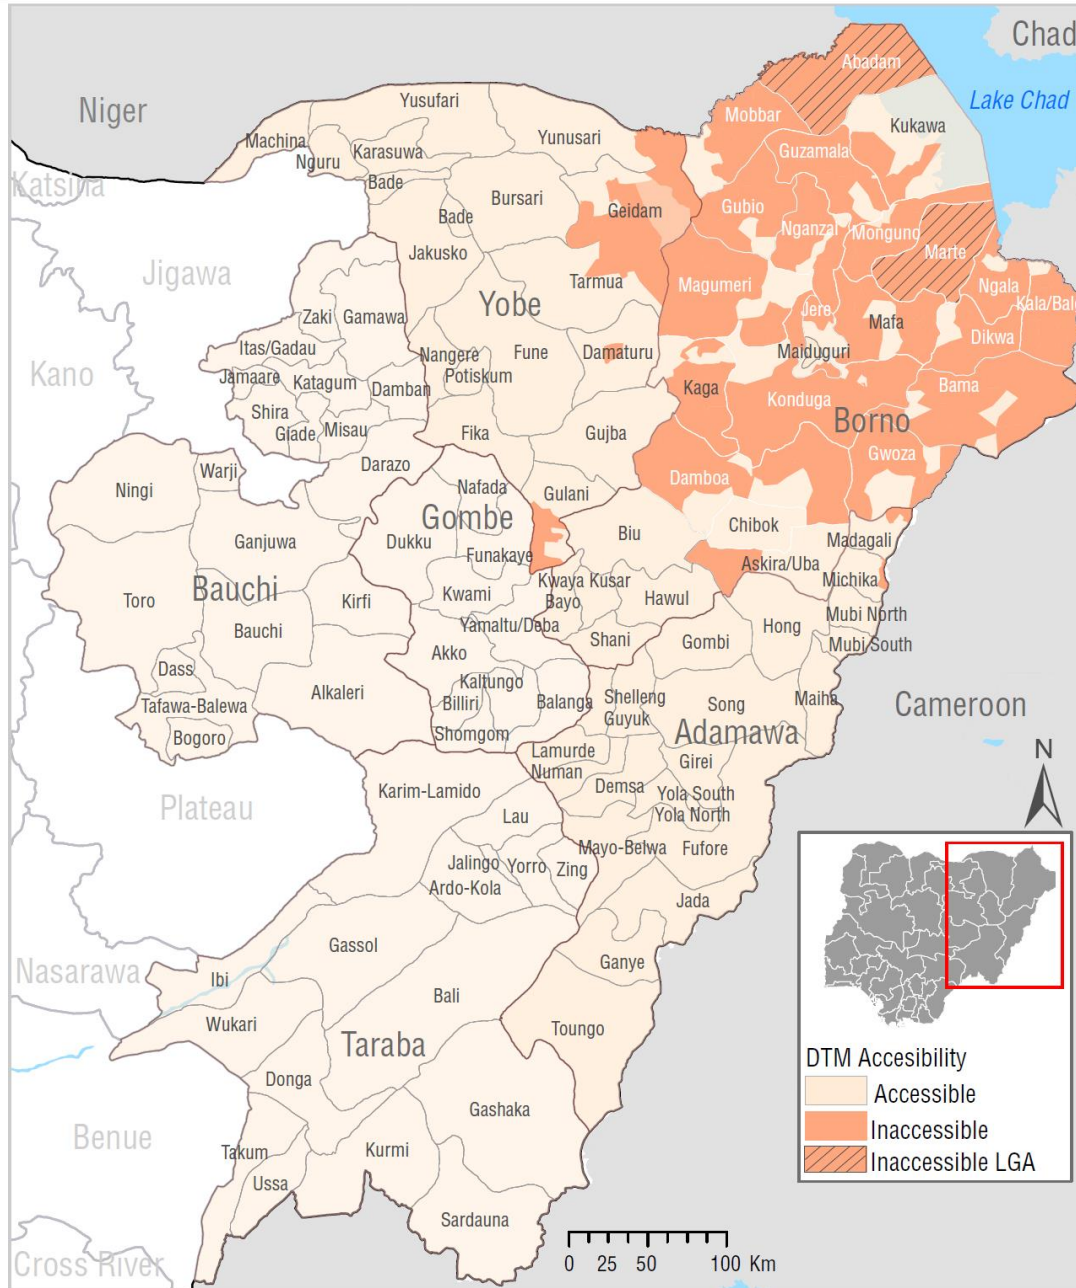 Chad
Abadam
Niger
Yusufari
Lake Chad
Mobbar
Kukawa
Machina
Yunusari
Karasuwa
Guzamala
Nguru
Katsina
Bade
Bursari
Geidam
Gubio
Bade
Nganzai
Monguno
Jakusko
Marte
Jigawa
Tarmua
Magumeri
Ngala
Yobe
Kala/Bal
Zaki
Gamawa
Jere
Mafa
Dikwa
Itas/Gadau
Nangere
Fune
Damaturu
Maiduguri
Kano
Jamaare
Katagum
Damban
Potiskum
Kaga
Konduga
Bama
Shira
Borno
Giade
Misau
Fika
Gujba
Gwoza
Darazo
Warji
Damboa
Ningi
Nafada
Gulani
Gombe
Chibok
Biu
Ganjuwa
Dukku
Madagali
Funakaye
Askira/Uba
Bauchi
Kwaya Kusar
Michika
Toro
Kirfi
Kwami
Bayo
Hawul
Mubi North
Yamaltu/Deba
Hong
Bauchi
Shani
Gombi
Mubi South
Akko
Dass
Kaltungo
Alkaleri
Billiri
Balanga
Shelleng
Song
Maiha
Tafawa-Balewa
Guyuk
Cameroon
Bogoro
Shomgom
Adamawa
Lamurde
Girei
N
Numan
Karim-Lamido
Demsa
Yola South
Plateau
Lau
Yola North
Mayo-Belwa
Fufore
Jalingo
Yorro
Zing
Ardo-Kola
Jada
Gassol
Nasarawa
Ibi
Ganye
Bali
Wukari
Toungo
Taraba
DTM Accesibility
Donga
Accessible
Gashaka
Inaccessible
Benue
Takum
Kurmi
Inaccessible LGA
Ussa
Sardauna
Cross River
0 25 50 100 Km